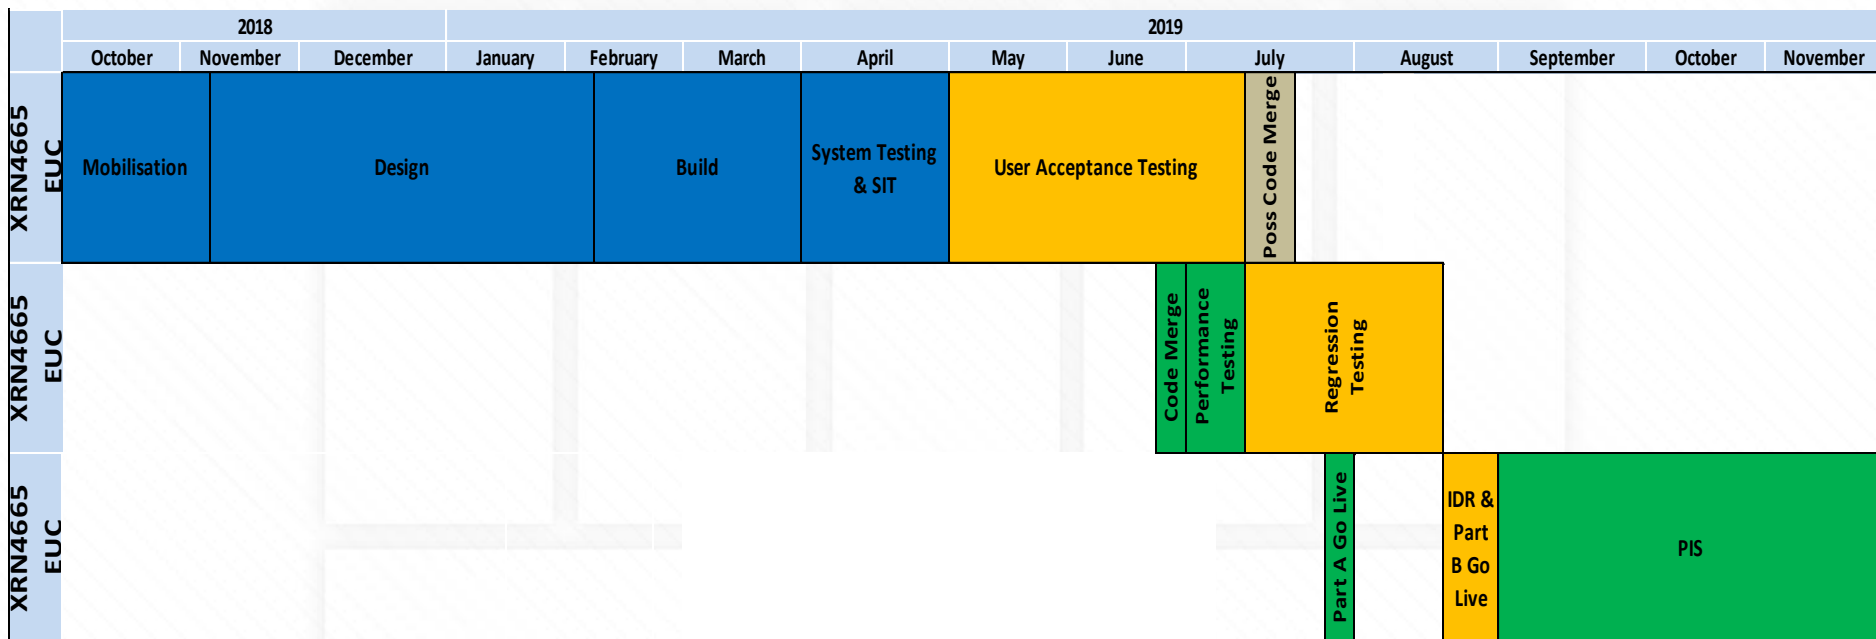 2018
2019
October
November
December
January
February
March
April
May
June
July
August
September
October
November
XRN4665
EUC
Mobilisation
Design
Build
System Testing
& SIT
User Acceptance Testing
Poss Code Merge
XRN4665
EUC
Code Merge
Performance
Testing
Regression
Testing
XRN4665
EUC
Part A Go Live
IDR &
Part
B Go
Live
PIS